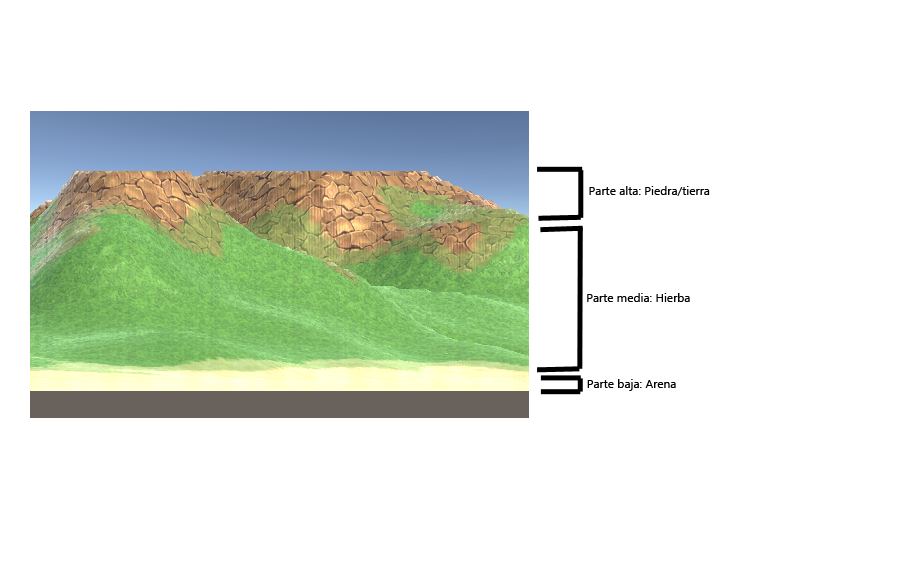 Parte alta: Piedra/tierra
Parte media: Hierba
Parte baja: Arena